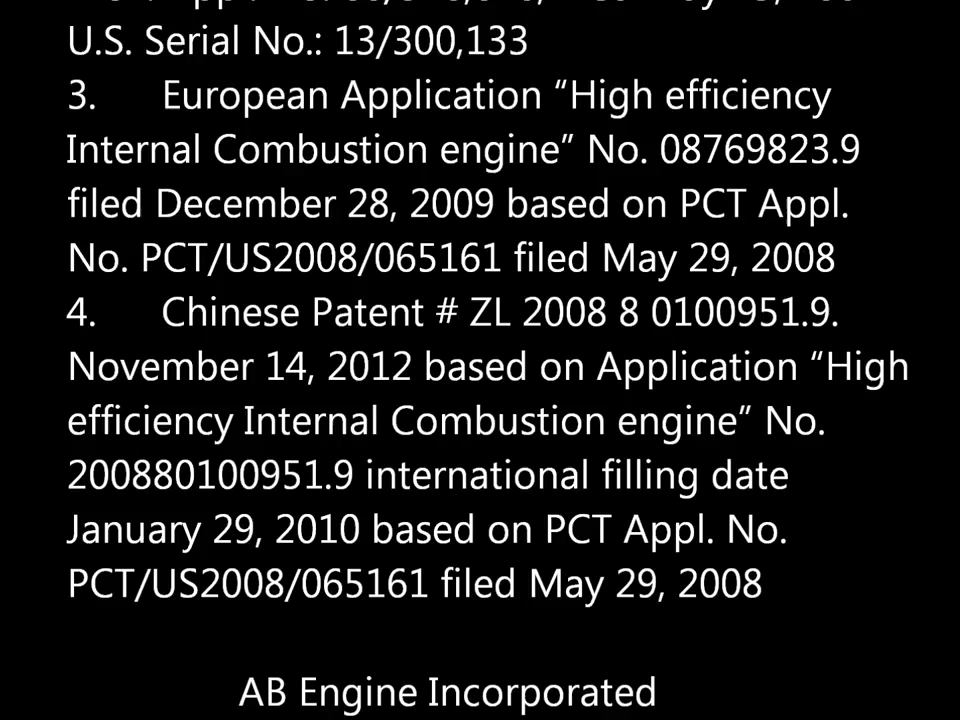 U.S. Serial No.: 13/300,133
3. European Application “High efficiency
Internal Combustion engine” No. 08769823.9
filed December 28, 2009 based on PCT Appl.
No. PCT/US2008/065161 filed May 29, 2008
4. Chinese Patent # ZL 2008 8 0100951.9.
November 14, 2012 based on Application “High
efficiency Internal Combustion engine” No.
200880100951.9 international filling date
January 29, 2010 based on PCT Appl. No.
PCT/US2008/065161 filed May 29, 2008
AB Engine Incorporated